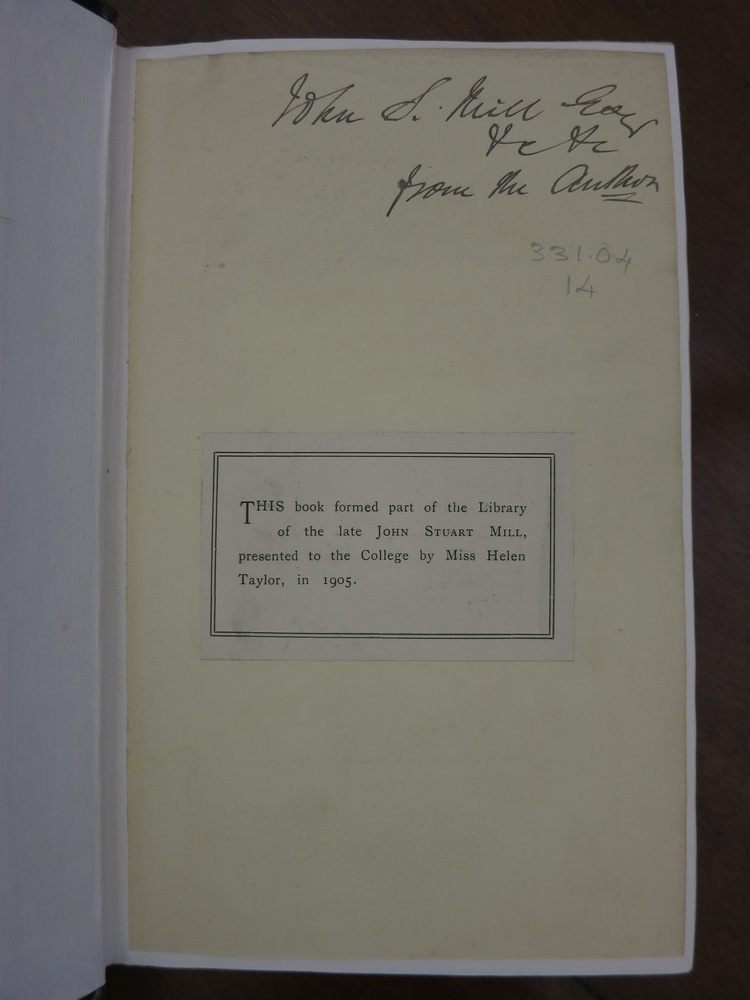 John S. Mill Esqr
&c &c
from the Author
331.04
14
THIS book formed part of the Library
of the late JOHN STUART MILL,
presented to the College by Miss Helen
Taylor, in 1905.